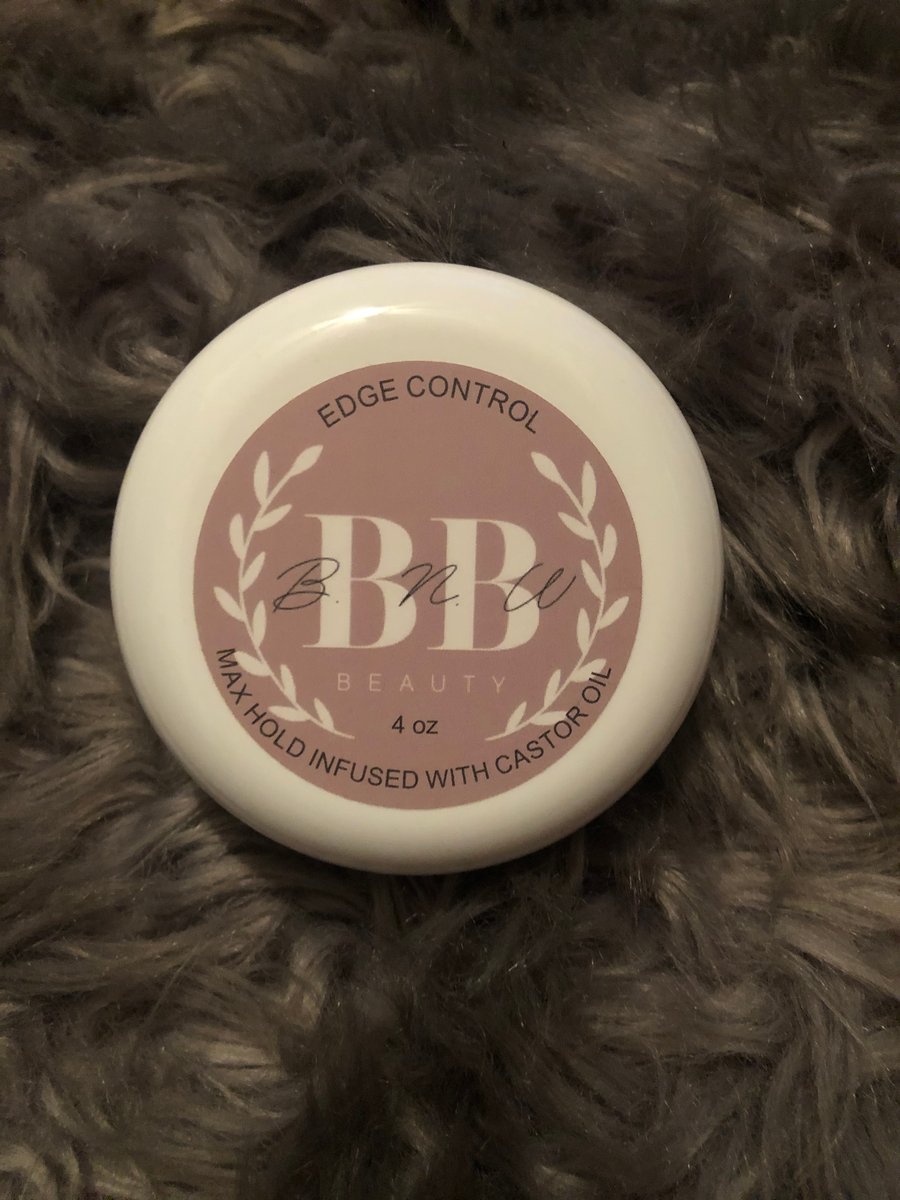 EDGE CONTROL
BB
B. N. W
BEAUTY
4 oz
MAX HOLD INFUSED WITH CASTOR OIL